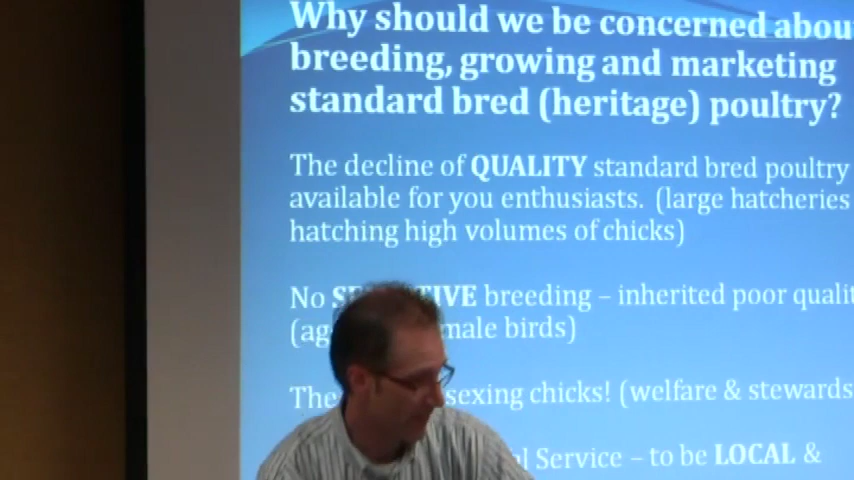 Why should we be concerned abou
breeding, growing and marketing
standard bred (heritage) poultry?
The decline of QUALITY standard bred poultry
available for you enthusiasts. (large hatcheries
hatching high volumes of chicks)
No breeding – inherited poor qualit
male birds)
The sexing chicks! (welfare & stewards
Service – to be LOCAL &